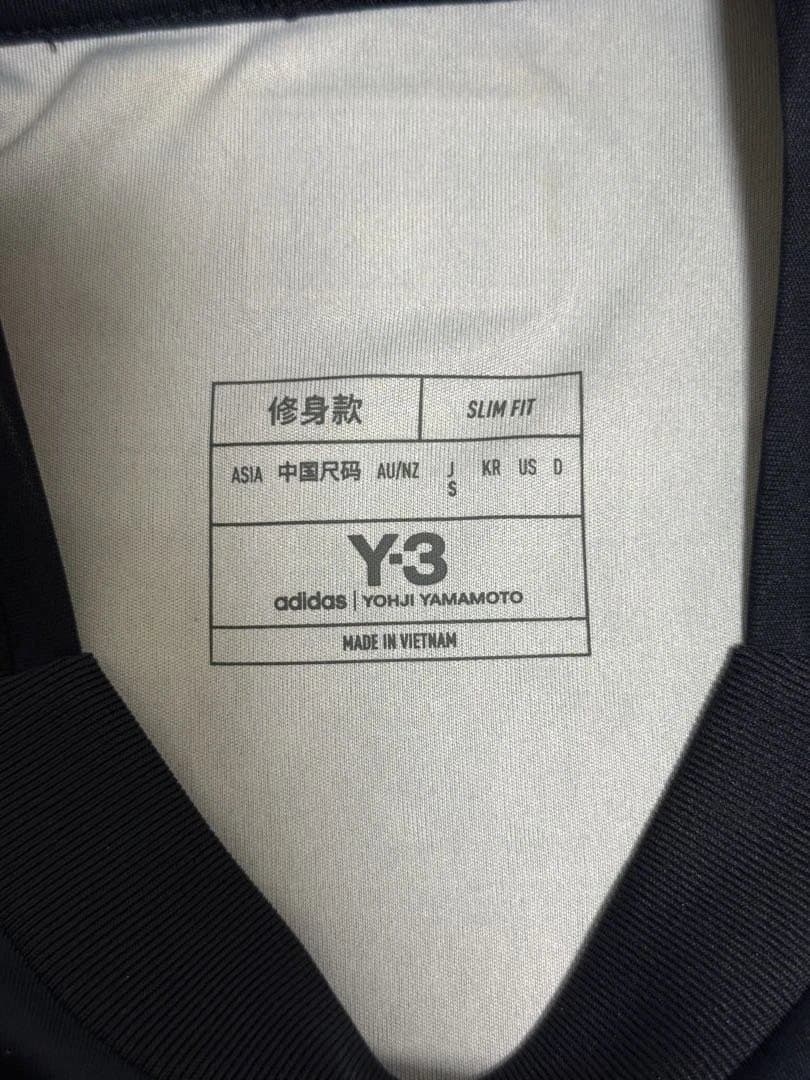 修身款 SLIM FIT
ASIA 中国尺码 AU/NZ J KR US D
S
Y-3
adidas | YOHJI YAMAMOTO
MADE IN VIETNAM